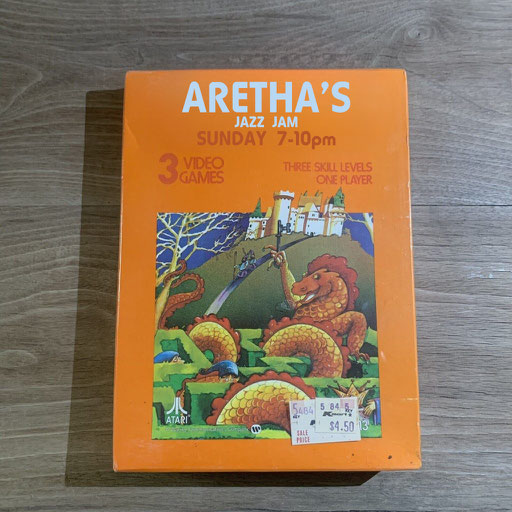 ARETHA'S
JAZZ JAM
SUNDAY 7-10pm
3 VIDEO GAMES
THREE SKILL LEVELS
ONE PLAYER
ATARI
SALE
PRICE
$4.50